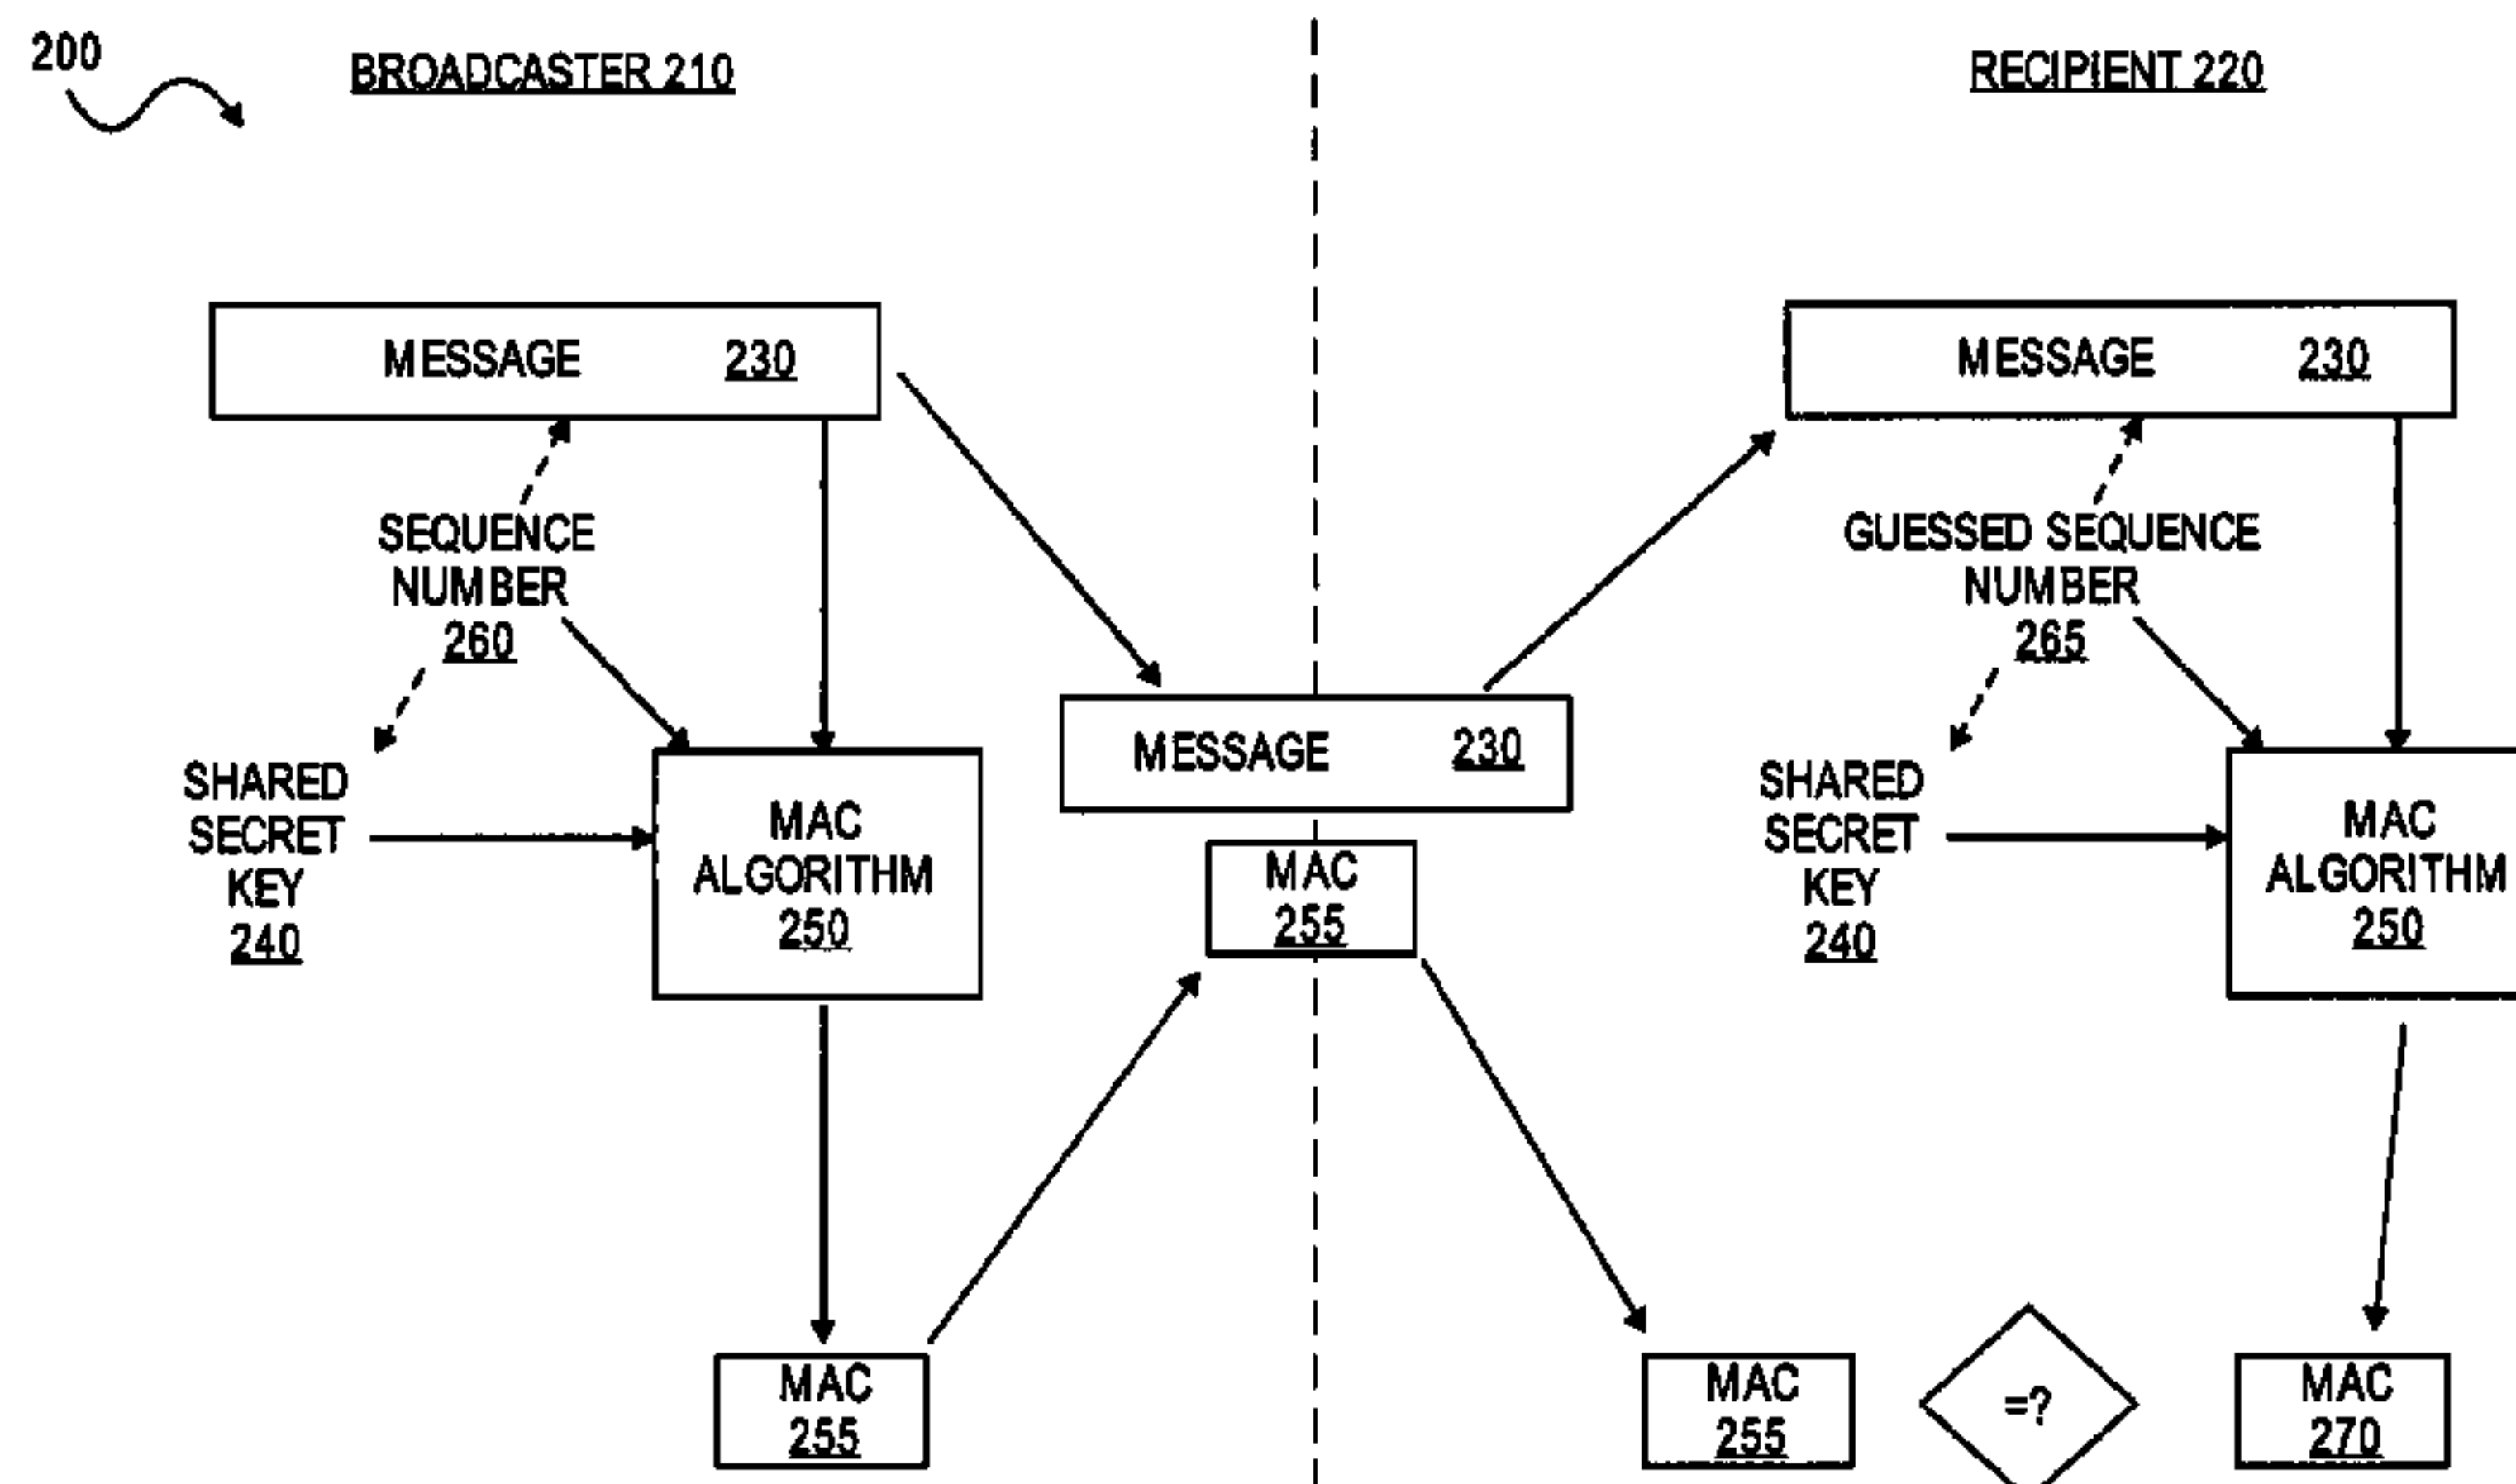 200
BROADCASTER 210
RECIPIENT 220
MESSAGE 230
SEQUENCE
NUMBER
260
SHARED
SECRET
KEY
240
MAC
ALGORITHM
250
MAC
255
MESSAGE 230
MAC
255
MESSAGE 230
GUESSED SEQUENCE
NUMBER
265
SHARED
SECRET
KEY
240
MAC
ALGORITHM
250
MAC
255
=?
MAC
270